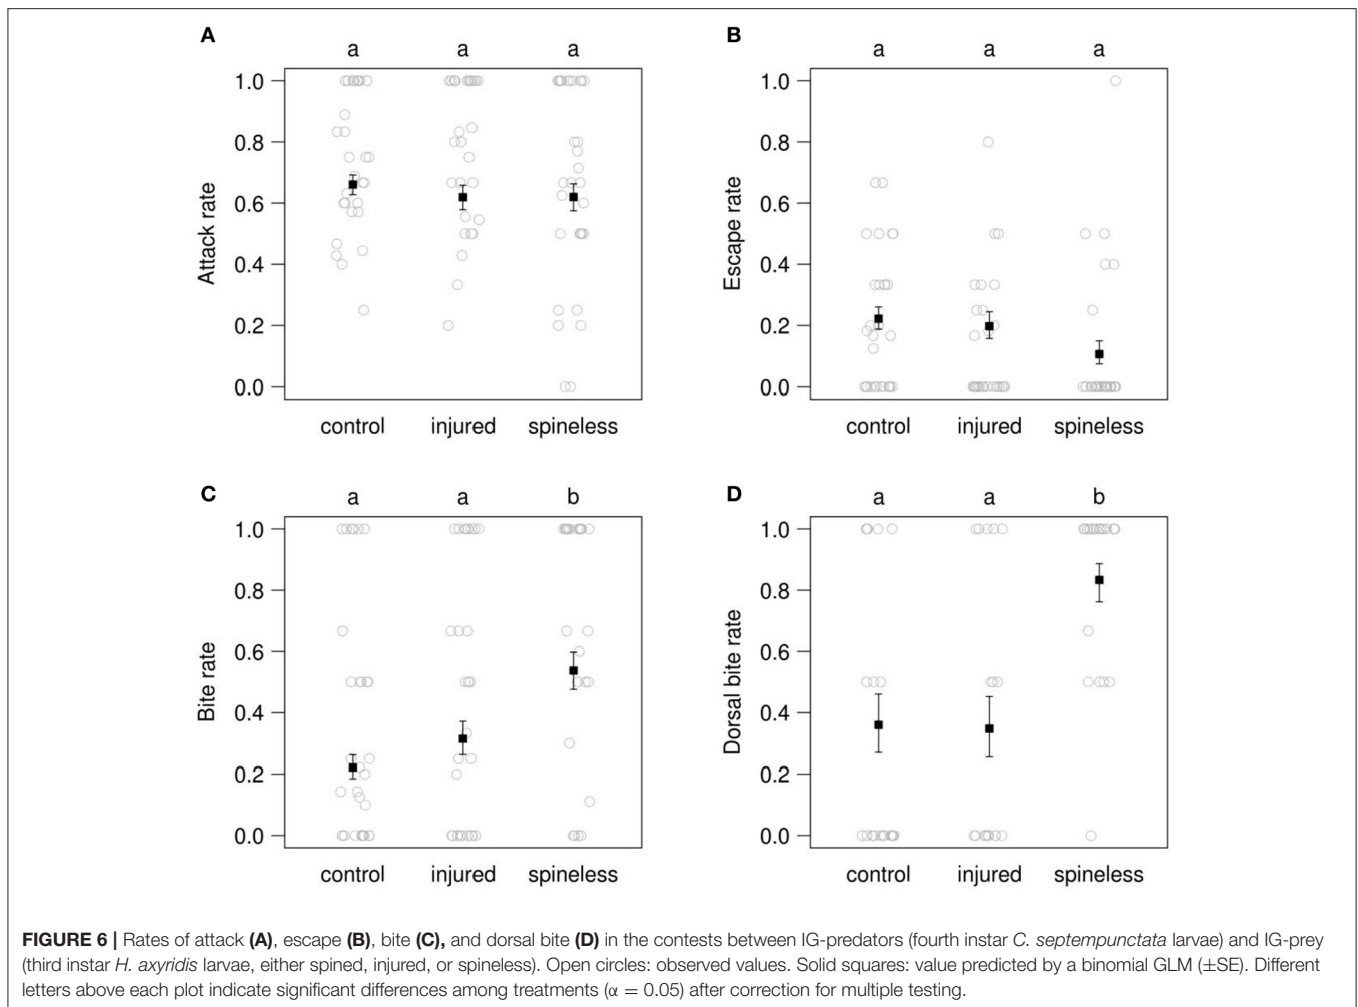 A
a a a
1.0
0.8
0.6
0.4
0.2
0.0
Attack rate
control injured spineless
B
a a a
1.0
0.8
0.6
0.4
0.2
0.0
Escape rate
control injured spineless
C
a a b
1.0
0.8
0.6
0.4
0.2
0.0
Bite rate
control injured spineless
D
a a b
1.0
0.8
0.6
0.4
0.2
0.0
Dorsal bite rate
control injured spineless
FIGURE 6 | Rates of attack (A), escape (B), bite (C), and dorsal bite (D) in the contests between IG-predators (fourth instar C. septempunctata larvae) and IG-prey
(third instar H. axyridis larvae, either spined, injured, or spineless). Open circles: observed values. Solid squares: value predicted by a binomial GLM (±SE). Different
letters above each plot indicate significant differences among treatments (α = 0.05) after correction for multiple testing.